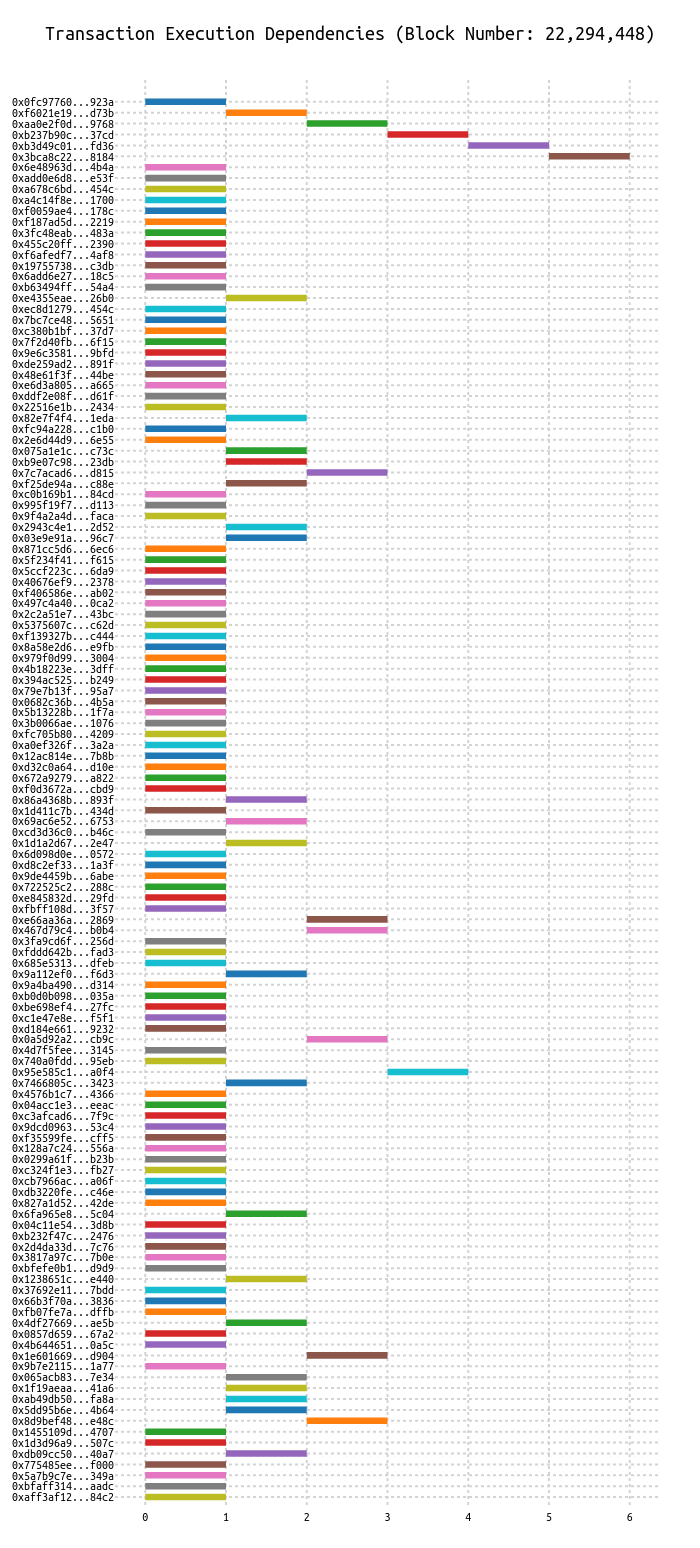 Transaction Execution Dependencies (Block Number: 22,294,448)
0x0fc97760...923a
0xf6021e19...d73b
0xaa0e2f0d...9768
0xb237b90c...37cd
0xb3d49c01...fd36
0x3bca8c22...8184
0x6e48963d...4b4a
0xadd0e6d8...e53f
0xa678c6bd...454c
0xa4c14f8e...1700
0xf0059ae4...178c
0xf187ad5d...2219
0x3fc48eab...483a
0x455c20ff...2390
0xf6afedf7...4af8
0x19755738...c3db
0x6add6e27...18c5
0xb63494ff...54a4
0xe4355eae...26b0
0xec8d1279...454c
0x7bc7ce48...5651
0xc380b1bf...37d7
0x7f2d40fb...6f15
0x9e6c3581...9bfd
0xde259ad2...891f
0x48e61f3f...44be
0xe6d3a805...a665
0xddf2e08f...d61f
0x22516e1b...2434
0x82e7f4f4...1eda
0xfc94a228...c1b0
0x2e6d44d9...6e55
0x075a1e1c...c73c
0xb9e07c98...23db
0x7c7acad6...d815
0xf25de94a...c88e
0xc0b169b1...84cd
0x995f19f7...d113
0x9f4a2a4d...faca
0x2943c4e1...2d52
0x03e9e91a...96c7
0x871cc5d6...6ec6
0x5f234f41...f615
0x5ccf223c...6da9
0x40676ef9...2378
0xf406586e...ab02
0x497c4a40...0ca2
0x2c2a51e7...43bc
0x5375607c...c62d
0xf139327b...c444
0x8a58e2d6...e9fb
0x979f0d99...3004
0x4b18223e...3dff
0x394ac525...b249
0x79e7b13f...95a7
0x0682c36b...4b5a
0x5b13228b...1f7a
0x3b0066ae...1076
0xfc705b80...4209
0xa0ef326f...3a2a
0x12ac814e...7b8b
0xd32c0a64...d10e
0x672a9279...a822
0xf0d3672a...cbd9
0x86a4368b...893f
0x1d411c7b...434d
0x69ac6e52...6753
0xcd3d36c0...b46c
0x1d1a2d67...2e47
0x6d098d0e...0572
0xd8c2ef33...1a3f
0x9de4459b...6abe
0x722525c2...288c
0xe845832d...29fd
0xfbff108d...3f57
0xe66aa36a...2869
0x467d79c4...b0b4
0x3fa9cd6f...256d
0xfddd642b...fad3
0x685e5313...dfeb
0x9a112ef0...f6d3
0x9a4ba490...d314
0xb0d0b098...035a
0xbe698ef4...27fc
0xc1e47e8e...f5f1
0xd184e661...9232
0x0a5d92a2...cb9c
0x4d7f5fee...3145
0x740a0fdd...95eb
0x95e585c1...a0f4
0x7466805c...3423
0x4576b1c7...4366
0x04acc1e3...eeac
0xc3afcad6...7f9c
0x9dcd0963...53c4
0xf35599fe...cff5
0x128a7c24...556a
0x0299a61f...b23b
0xc324f1e3...fb27
0xcb7966ac...a06f
0xdb3220fe...c46e
0x827a1d52...42de
0x6fa965e8...5c04
0x04c11e54...3d8b
0xb232f47c...2476
0x2d4da33d...7c76
0x3817a97c...7b0e
0xbfefe0b1...d9d9
0x1238651c...e440
0x37692e11...7bdd
0x66b3f70a...3836
0xfb07fe7a...dffb
0x4df27669...ae5b
0x0857d659...67a2
0x4b644651...0a5c
0x1e601669...d904
0x9b7e2115...1a77
0x065acb83...7e34
0x1f19aeaa...41a6
0xab49db50...fa8a
0x5dd95b6e...4b64
0x8d9bef48...e48c
0x1455109d...4707
0x1d3d96a9...507c
0xdb09cc50...40a7
0x775485ee...f000
0x5a7b9c7e...349a
0xbfaff314...aadc
0xaff3af12...84c2
0 1 2 3 4 5 6